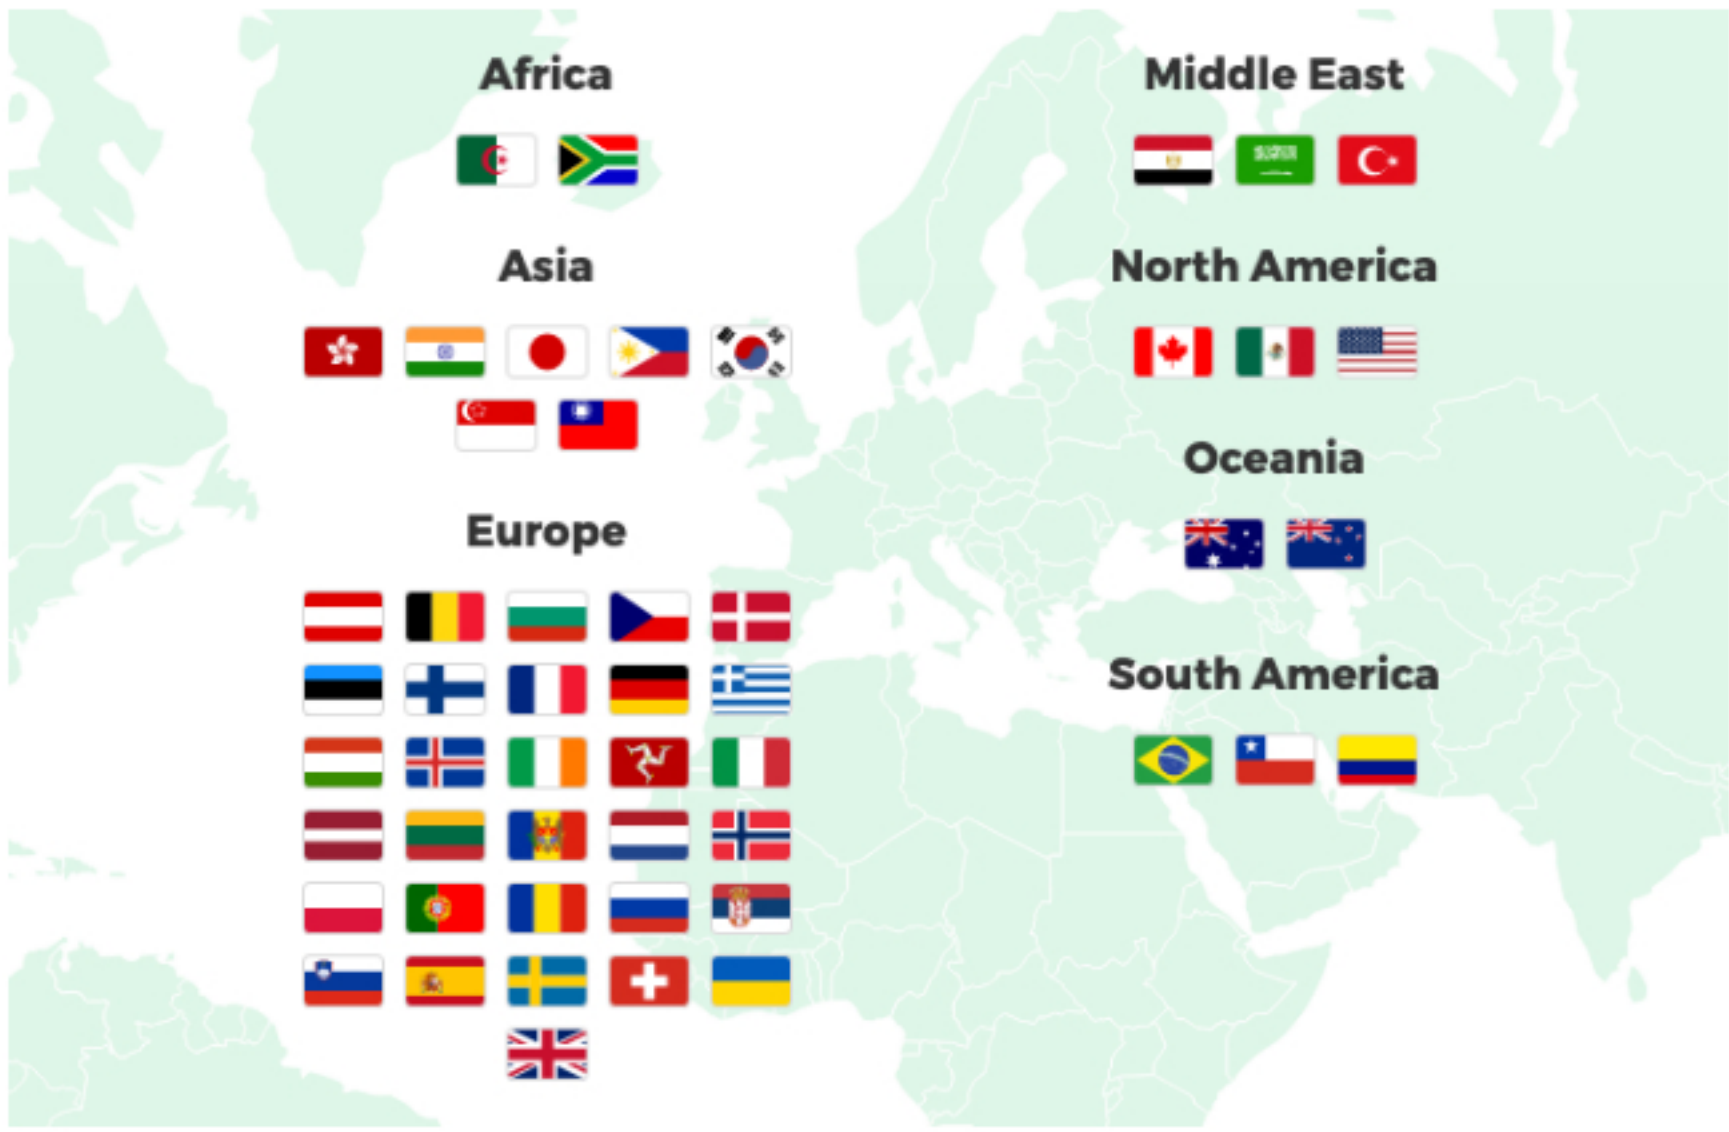 Africa
Middle East
Asia
North America
Europe
Oceania
South America